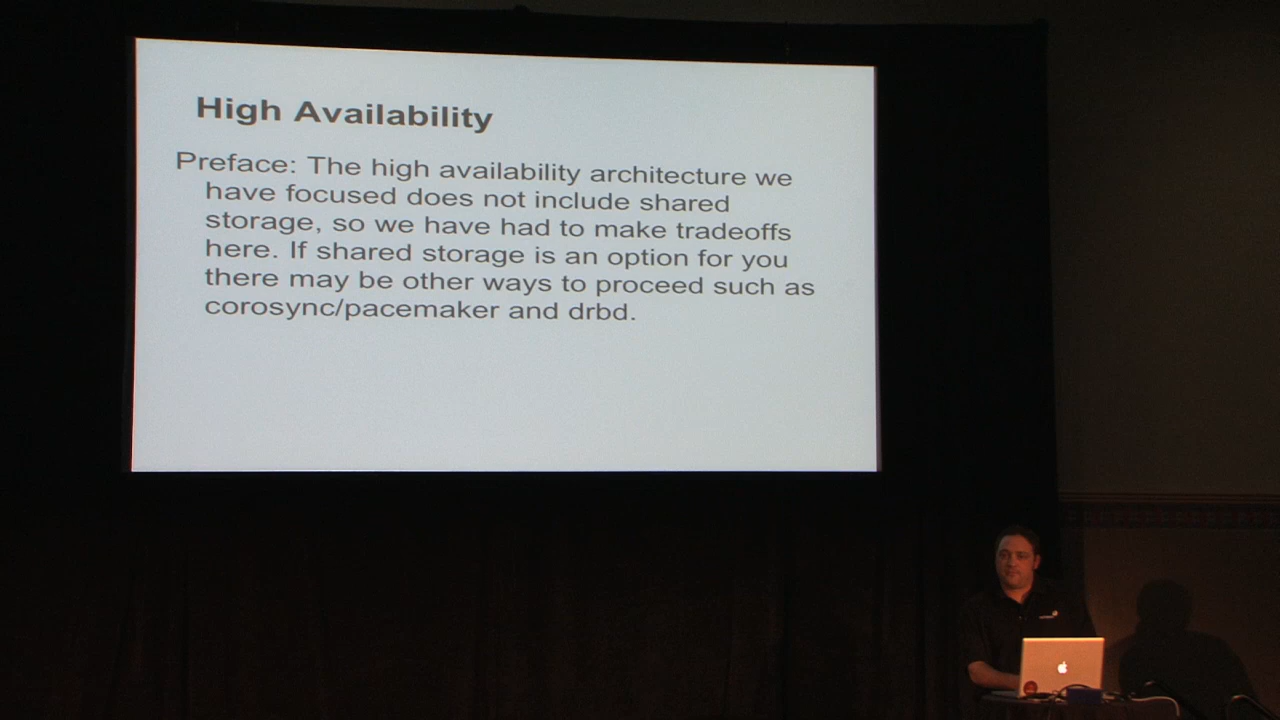 High Availability
Preface: The high availability architecture we
have focused does not include shared
storage, so we have had to make tradeoffs
here. If shared storage is an option for you
there may be other ways to proceed such as
corosync/pacemaker and drbd.